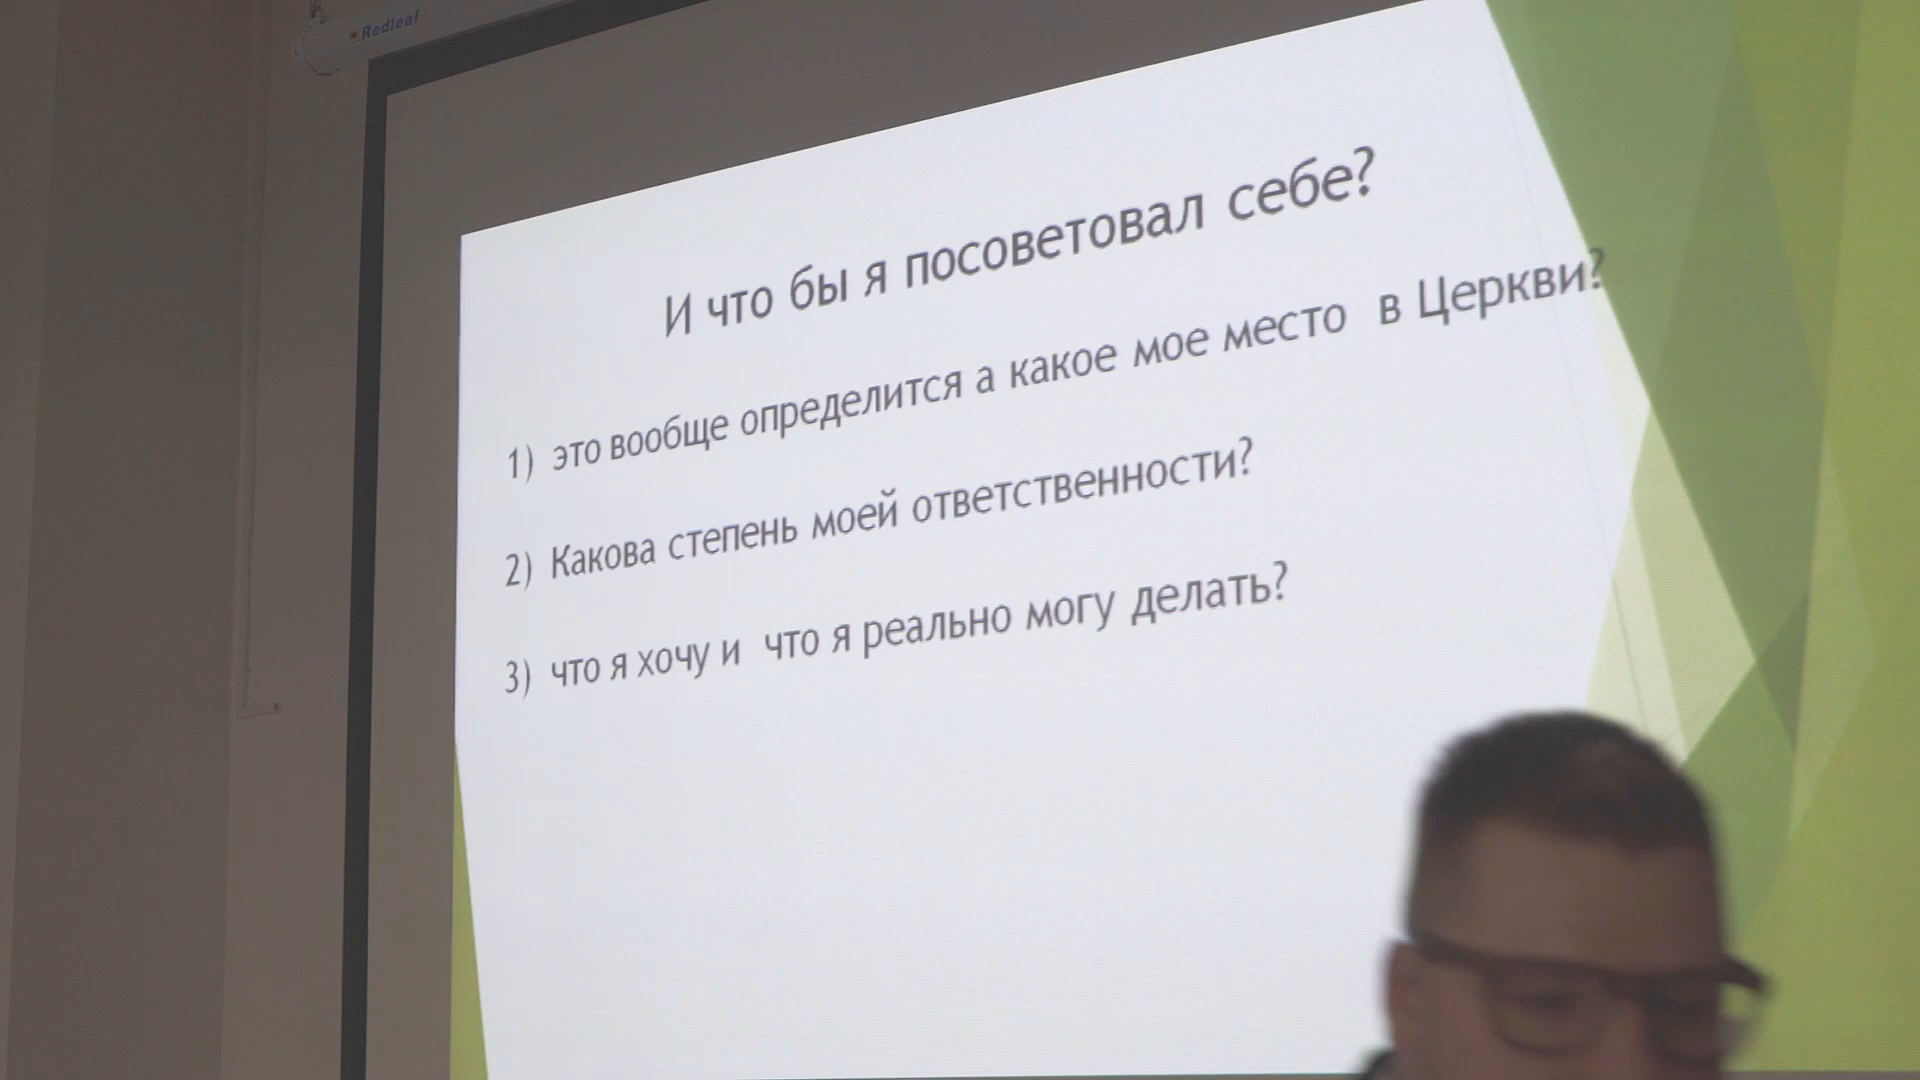 Redleaf
И что бы я посоветовал себе?
1) это вообще определится а какое мое место в Церкви?
2) Какова степень моей ответственности?
3) что я хочу и что я реально могу делать?